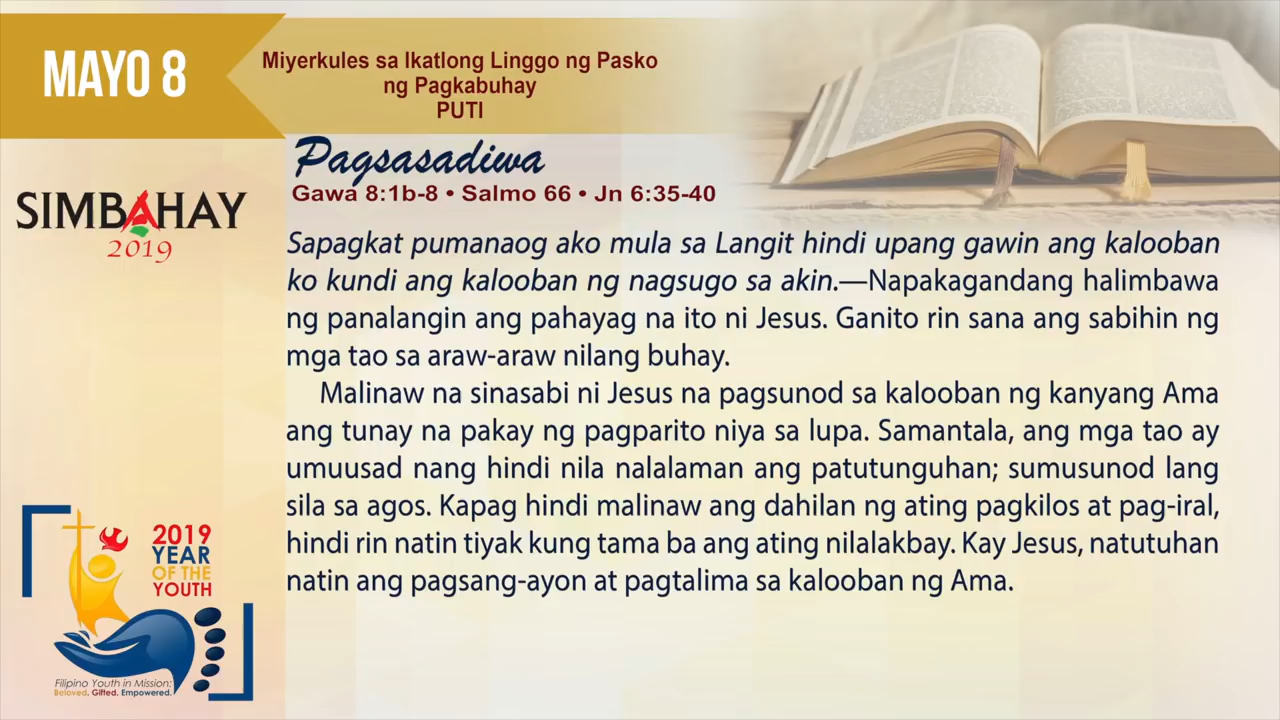 MAYO 8
Miyerkules sa Ikatlong Linggo ng Pasko
ng Pagkabuhay
PUTI
Pagsasadiwa
Gawa 8:1b-8 • Salmo 66 • Jn 6:35-40
SIMBAHAY
2019
Sapagkat pumanaog ako mula sa Langit hindi upang gawin ang kalooban
ko kundi ang kalooban ng nagsugo sa akin.—Napakagandang halimbawa
ng panalangin ang pahayag na ito ni Jesus. Ganito rin sana ang sabihin ng
mga tao sa araw-araw nilang buhay.
Malinaw na sinasabi ni Jesus na pagsunod sa kalooban ng kanyang Ama
ang tunay na pakay ng pagparito niya sa lupa. Samantala, ang mga tao ay
umuusad nang hindi nila nalalaman ang patutunguhan; sumusunod lang
sila sa agos. Kapag hindi malinaw ang dahilan ng ating pagkilos at pag-iral,
hindi rin natin tiyak kung tama ba ang ating nilalakbay. Kay Jesus, natutuhan
natin ang pagsang-ayon at pagtalima sa kalooban ng Ama.
2019
YEAR
OF THE
YOUTH
Filipino Youth in Mission:
Beloved. Gifted. Empowered.